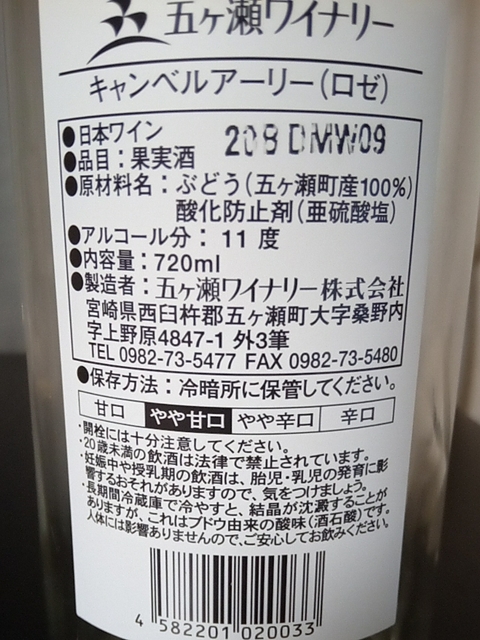 五ヶ瀬ワイナリー
キャンベルアーリー(ロゼ)
●日本ワイン 208DMW09
●品目:果実酒
●原材料名:ぶどう(五ヶ瀬町産100%)
酸化防止剤(亜硫酸塩)
●アルコール分:11度
●内容量:720ml
●製造者:五ヶ瀬ワイナリー株式会社
宮崎県西臼杵郡五ヶ瀬町大字桑野内
字上野原4847-1 外3筆
TEL 0982-73-5477 FAX 0982-73-5480
●保存方法:冷暗所に保管してください。
甘口 やや甘口 やや辛口 辛口
・開栓には十分注意してください。
・20歳未満の飲酒は法律で禁止されています。
・妊娠中や授乳期の飲酒は、胎児・乳児の発育に影
響するおそれがありますので、気をつけましょう。
・長期間冷蔵庫で冷やすと、結晶が沈澱することが
ありますが、これはブドウ由来の酸味(酒石酸)です。
人体には影響ありませんので、ご安心してお飲みください。
4 582201 020033